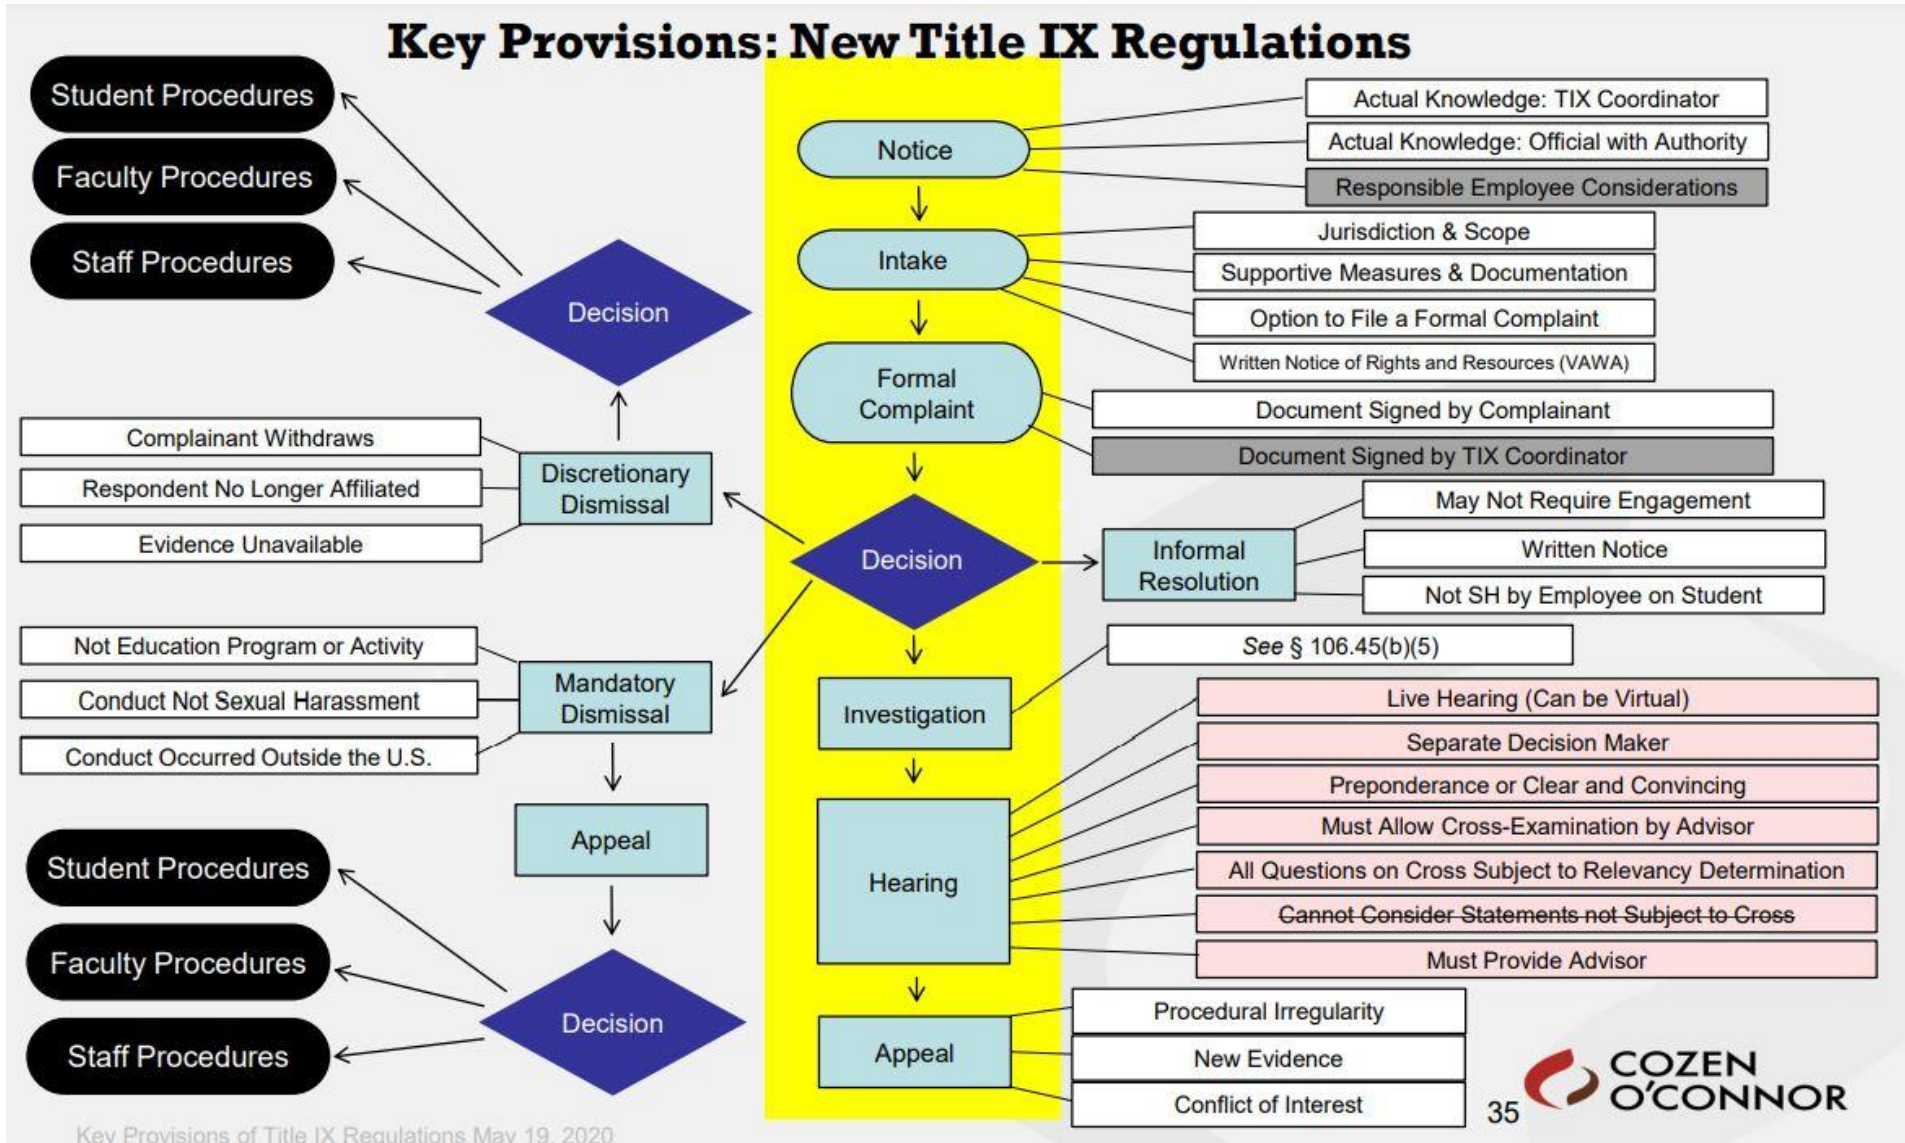 Key Provisions: New Title IX Regulations
Student Procedures
Faculty Procedures
Staff Procedures
Decision
Complainant Withdraws
Respondent No Longer Affiliated
Evidence Unavailable
Discretionary
Dismissal
Not Education Program or Activity
Conduct Not Sexual Harassment
Conduct Occurred Outside the U.S.
Mandatory
Dismissal
Appeal
Student Procedures
Faculty Procedures
Staff Procedures
Decision
Notice
Actual Knowledge: TIX Coordinator
Actual Knowledge: Official with Authority
Responsible Employee Considerations
Intake
Jurisdiction & Scope
Supportive Measures & Documentation
Option to File a Formal Complaint
Written Notice of Rights and Resources (VAWA)
Formal
Complaint
Document Signed by Complainant
Document Signed by TIX Coordinator
Decision
Informal
Resolution
May Not Require Engagement
Written Notice
Not SH by Employee on Student
Investigation
See § 106.45(b)(5)
Hearing
Live Hearing (Can be Virtual)
Separate Decision Maker
Preponderance or Clear and Convincing
Must Allow Cross-Examination by Advisor
All Questions on Cross Subject to Relevancy Determination
Cannot Consider Statements not Subject to Cross
Must Provide Advisor
Appeal
Procedural Irregularity
New Evidence
Conflict of Interest
35
COZEN
O'CONNOR
Key Provisions of Title IX Regulations May 19, 2020